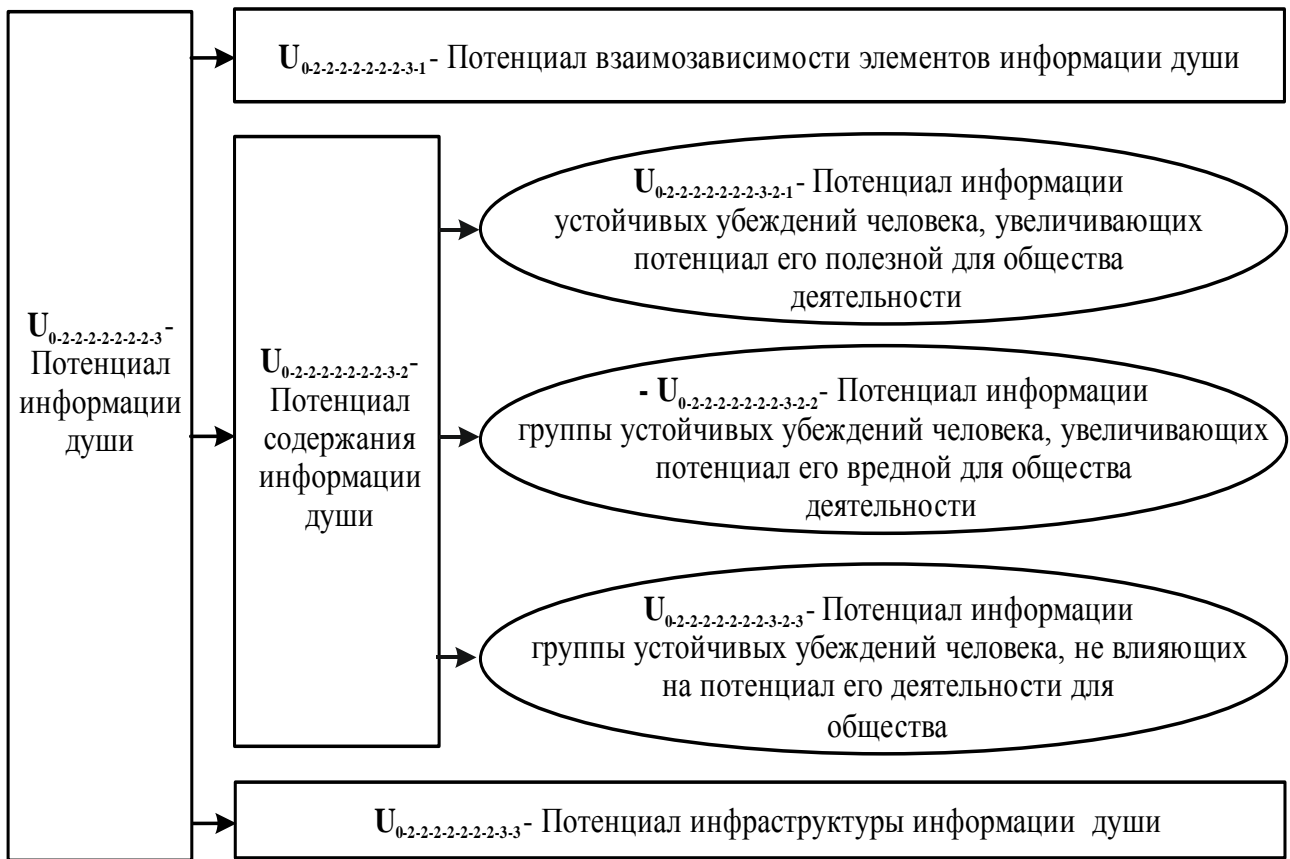 U0-2-2-2-2-2-2-2-3-
Потенциал
информации
души
U0-2-2-2-2-2-2-2-3-1- Потенциал взаимозависимости элементов информации души
U0-2-2-2-2-2-2-2-3-2-
Потенциал
содержания
информации
души
U0-2-2-2-2-2-2-2-3-2-1- Потенциал информации
устойчивых убеждений человека, увеличивающих
потенциал его полезной для общества
деятельности
- U0-2-2-2-2-2-2-2-3-2-2- Потенциал информации
группы устойчивых убеждений человека, увеличивающих
потенциал его вредной для общества
деятельности
U0-2-2-2-2-2-2-2-3-2-3- Потенциал информации
группы устойчивых убеждений человека, не влияющих
на потенциал его деятельности для
общества
U0-2-2-2-2-2-2-2-3-3- Потенциал инфраструктуры информации души